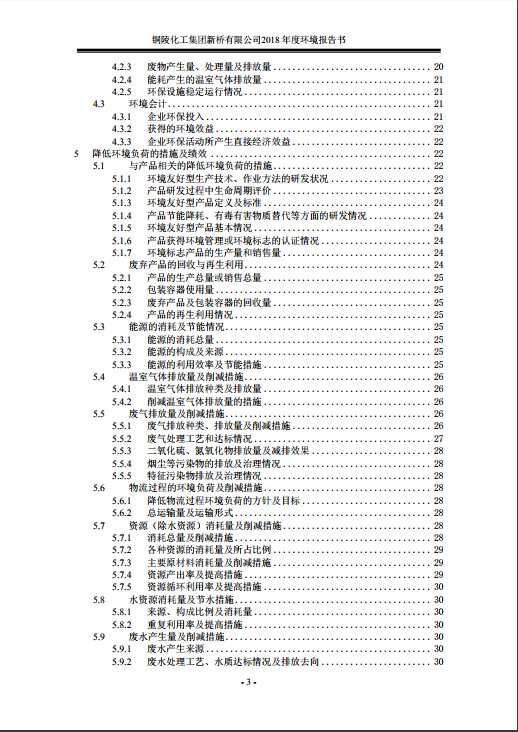 铜陵化工集团新桥有限公司2018 年度环境报告书
4.2.3 废物产生量、处理量及排放量 20
4.2.4 能耗产生的温室气体排放量 21
4.2.5 环保设施稳定运行情况 21
4.3 环境会计 21
4.3.1 企业环保投入 21
4.3.2 获得的环境效益 22
4.3.3 企业环保活动所产生直接经济效益 22
5 降低环境负荷的措施及绩效 22
5.1 与产品相关的降低环境负荷的措施 22
5.1.1 环境友好型生产技术、作业方法的研发状况 22
5.1.2 产品研发过程中生命周期评价 23
5.1.3 环境友好型产品定义及标准 24
5.1.4 产品节能降耗、有毒有害物质替代等方面的研发情况 24
5.1.5 环境友好型产品基本情况 24
5.1.6 产品获得环境管理或环境标志的认证情况 24
5.1.7 环境标志产品的生产量和销售量 24
5.2 废弃产品的回收与再生利用 24
5.2.1 产品的生产总量或销售总量 25
5.2.2 包装容器使用量 25
5.2.3 废弃产品及包装容器的回收量 25
5.2.4 产品的再生利用情况 25
5.3 能源的消耗及节能情况 25
5.3.1 能源的消耗总量 25
5.3.2 能源的构成及来源 25
5.3.3 能源的利用效率及节能措施 25
5.4 温室气体排放量及削减措施 26
5.4.1 温室气体排放种类及排放量 26
5.4.2 削减温室气体排放量的措施 26
5.5 废气排放量及削减措施 26
5.5.1 废气排放种类、排放量及削减措施 26
5.5.2 废气处理工艺和达标情况 27
5.5.3 二氧化硫、氮氧化物排放量及减排效果 28
5.5.4 烟尘等污染物的排放及治理情况 28
5.5.5 特征污染物排放及治理情况 28
5.6 物流过程的环境负荷及削减措施 28
5.6.1 降低物流过程环境负荷的方针及目标 28
5.6.2 总运输量及运输形式 28
5.7 资源（除水资源）消耗量及削减措施 28
5.7.1 消耗总量及削减措施 28
5.7.2 各种资源的消耗量及所占比例 29
5.7.3 主要原材料消耗量及削减措施 29
5.7.4 资源产出率及提高措施 29
5.7.5 资源循环利用率及提高措施 30
5.8 水资源消耗量及节水措施 30
5.8.1 来源、构成比例及消耗量 30
5.8.2 重复利用率及提高措施 30
5.9 废水产生量及削减措施 30
5.9.1 废水产生来源 30
5.9.2 废水处理工艺、水质达标情况及排放去向 30
- 3 -